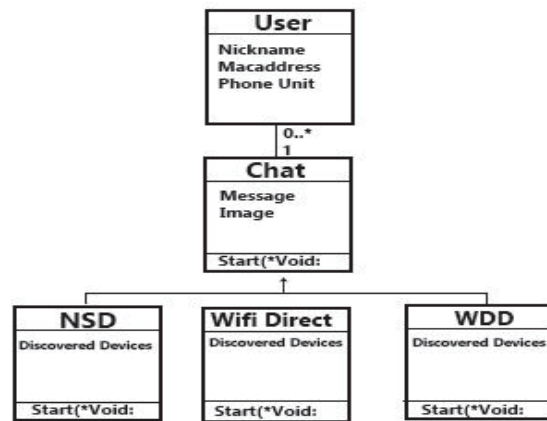 User
Nickname
Macaddress
Phone Unit
0..*
1
Chat
Message
Image
Start(*Void:
NSD
Discovered Devices
Start(*Void:
Wifi Direct
Discovered Devices
Start(*Void:
WDD
Discovered Devices
Start(*Void: